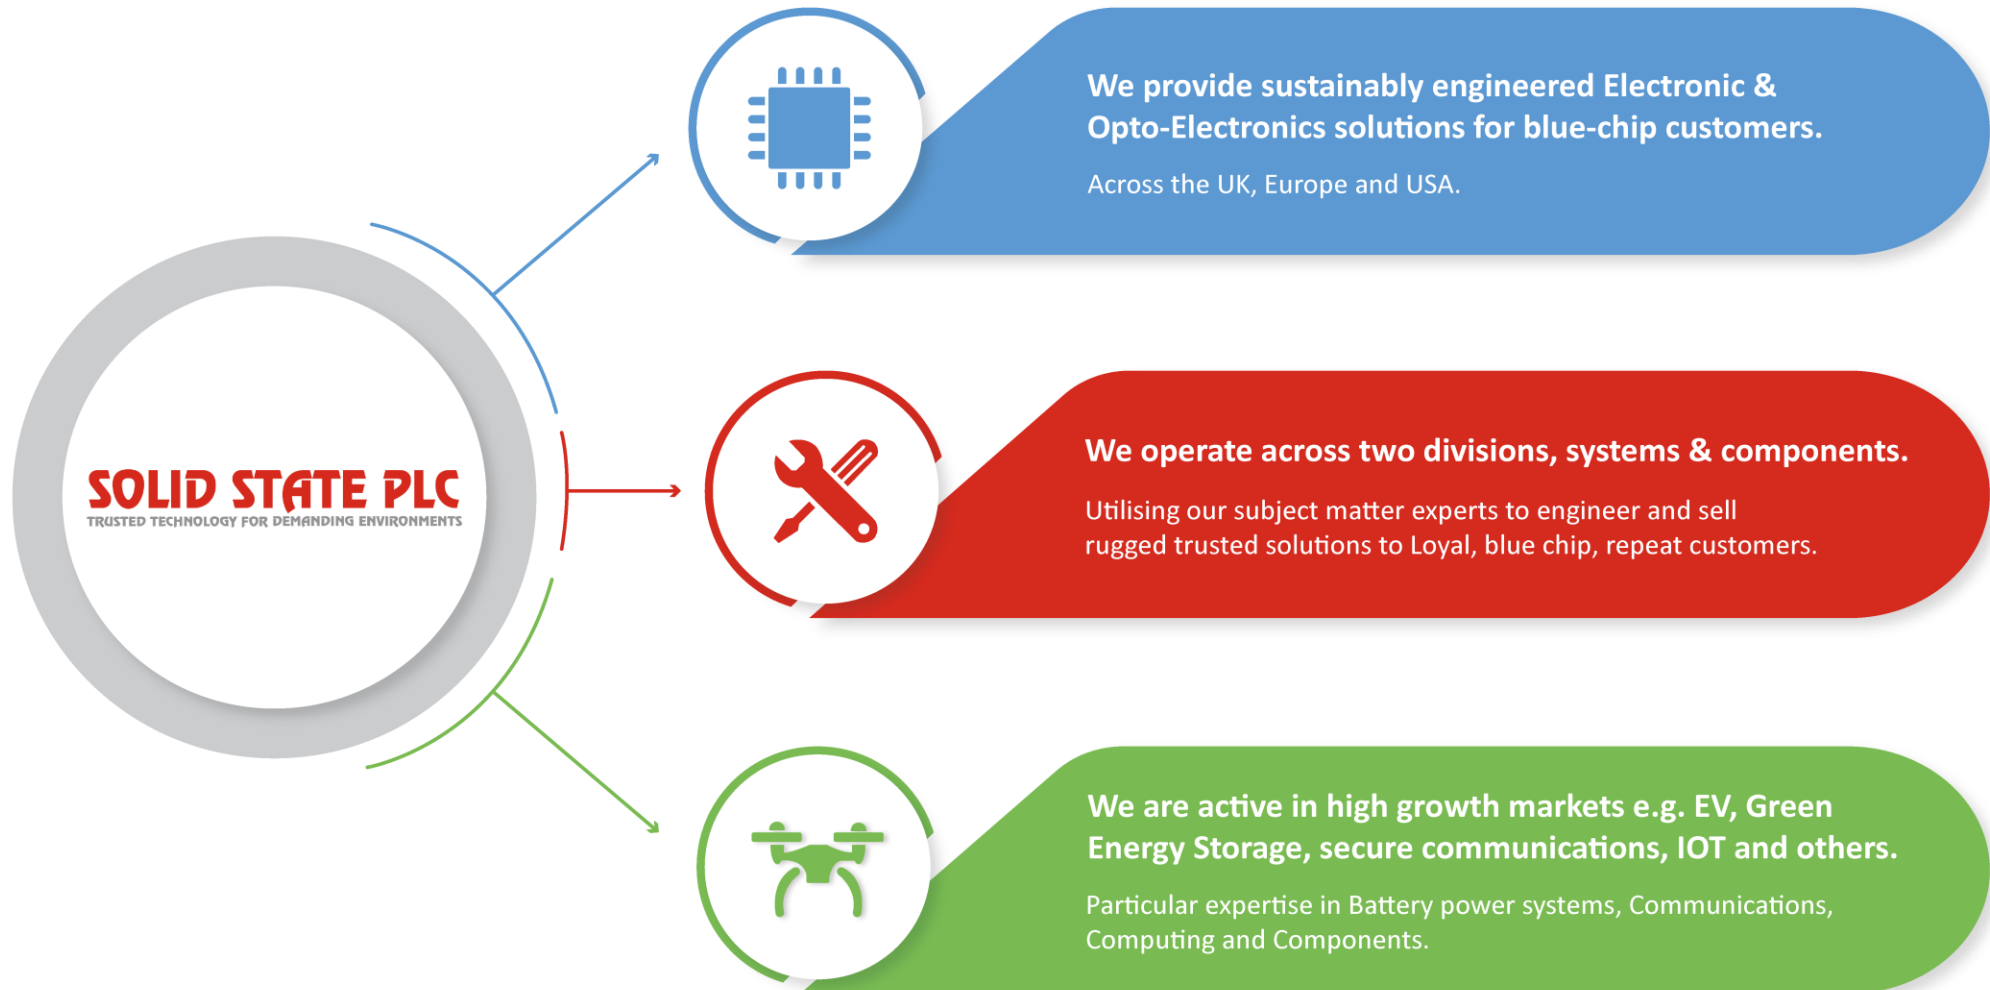 SOLID STATE PLC
TRUSTED TECHNOLOGY FOR DEMANDING ENVIRONMENTS
We provide sustainably engineered Electronic &
Opto-Electronics solutions for blue-chip customers.
Across the UK, Europe and USA.
We operate across two divisions, systems & components.
Utilising our subject matter experts to engineer and sell
rugged trusted solutions to Loyal, blue chip, repeat customers.
We are active in high growth markets e.g. EV, Green
Energy Storage, secure communications, IOT and others.
Particular expertise in Battery power systems, Communications,
Computing and Components.